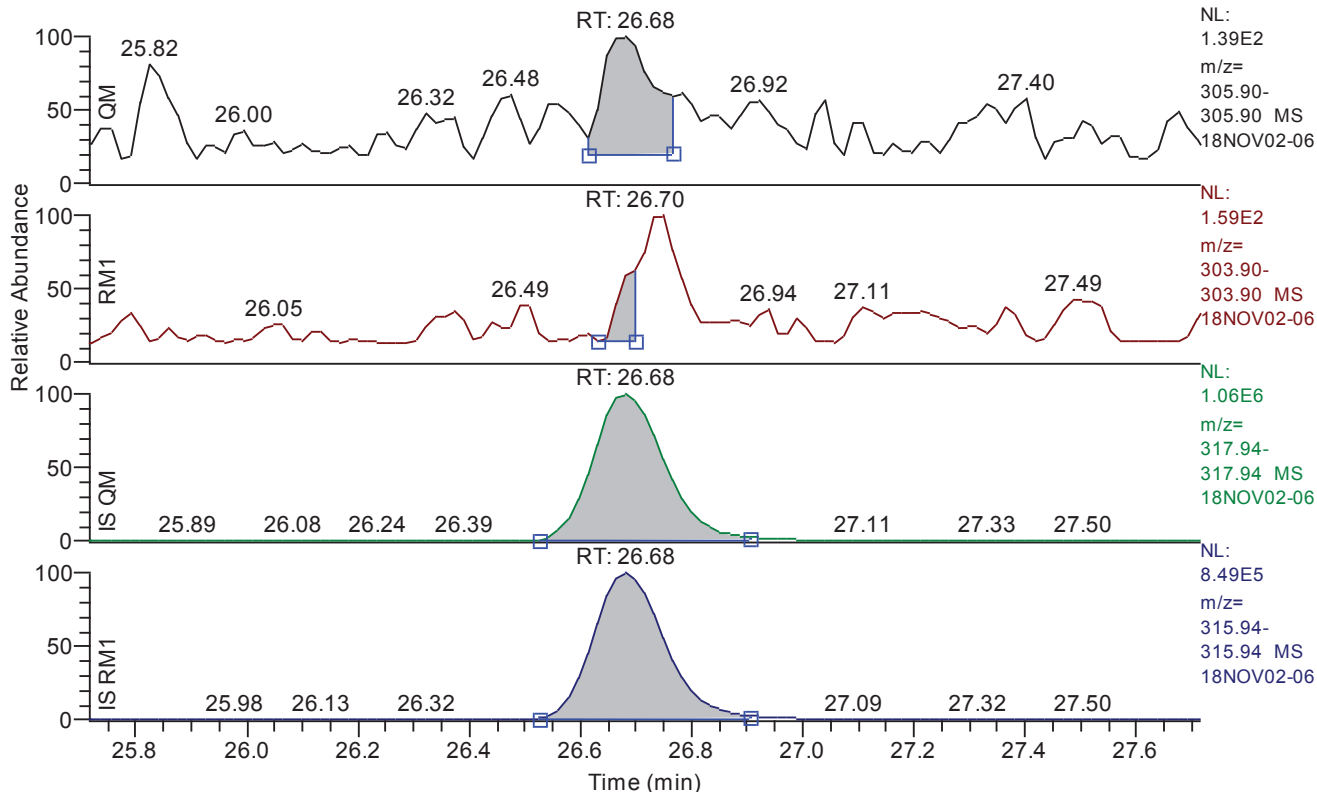 Relative Abundance
RT: 26.68
100
50
0
QM
25.82
26.00
26.32
26.48
26.92
27.40
NL:
1.39E2
m/z=
305.90-
305.90 MS
18NOV02-06
RT: 26.70
100
50
0
RM1
26.05
26.49
26.94
27.11
27.49
NL:
1.59E2
m/z=
303.90-
303.90 MS
18NOV02-06
RT: 26.68
100
50
0
IS QM
25.89
26.08
26.24
26.39
27.11
27.33
27.50
NL:
1.06E6
m/z=
317.94-
317.94 MS
18NOV02-06
RT: 26.68
100
50
0
IS RM1
25.98
26.13
26.32
27.09
27.32
27.50
NL:
8.49E5
m/z=
315.94-
315.94 MS
18NOV02-06
25.8 26.0 26.2 26.4 26.6 26.8 27.0 27.2 27.4 27.6
Time (min)